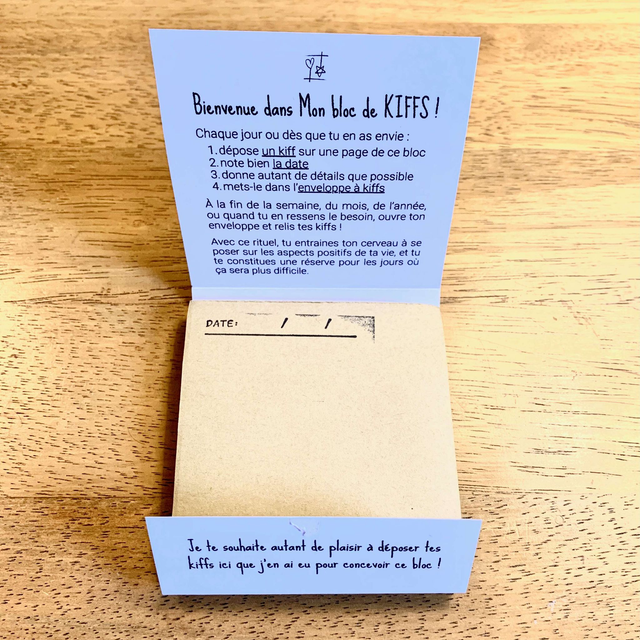 Bienvenue dans Mon bloc de KIFFS !
Chaque jour ou dès que tu en as envie :
1. dépose un kiff sur une page de ce bloc
2. note bien la date
3. donne autant de détails que possible
4. mets-le dans l'enveloppe à kiffs
À la fin de la semaine, du mois, de l'année,
ou quand tu en ressens le besoin, ouvre ton
enveloppe et relis tes kiffs !
Avec ce rituel, tu entraines ton cerveau à se
poser sur les aspects positifs de ta vie, et tu
te constitues une réserve pour les jours où
ça sera plus difficile.
DATE: / /
Je te souhaite autant de plaisir à déposer tes
kiffs ici que j'en ai eu pour concevoir ce bloc !